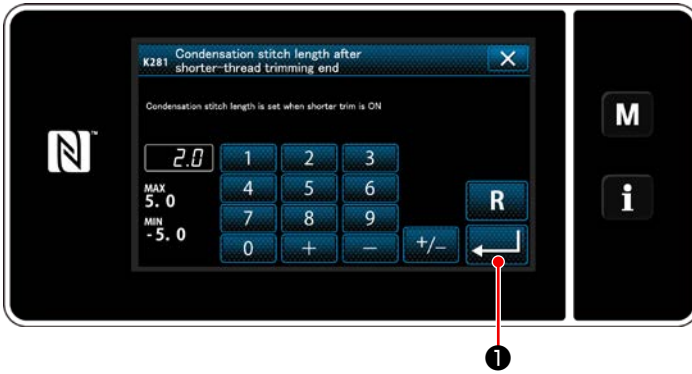 K281 Condensation stitch length after
shorter-thread trimming end
Condensation stitch length is set when shorter trim is ON
2.0
1 2 3
MAX
5. 0
4 5 6
MIN
-5. 0
7 8 9
0 + − +/−
R
N
™
M
i
❶